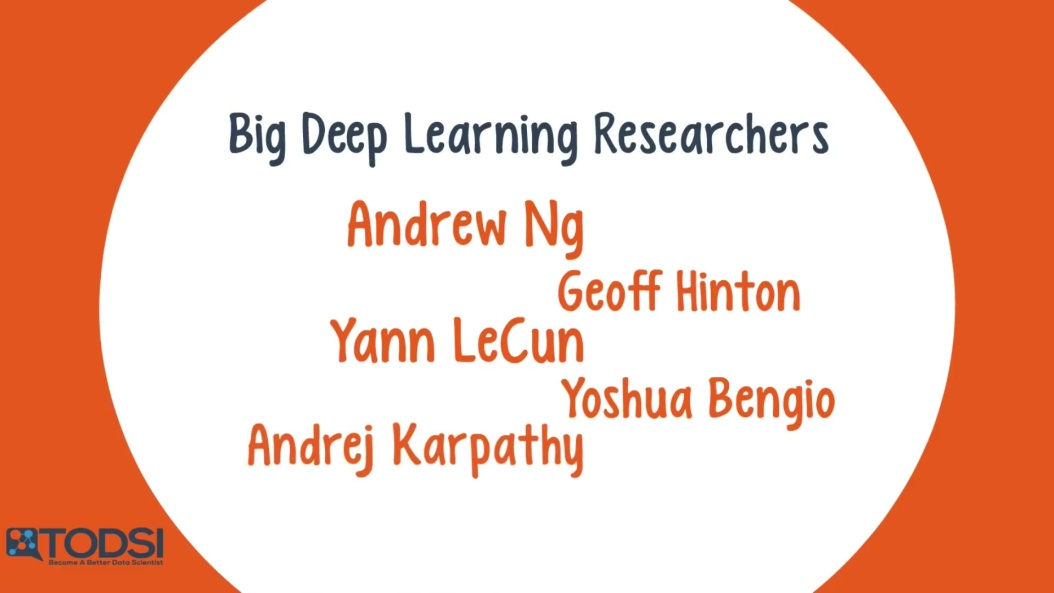 Big Deep Learning Researchers
Andrew Ng
Geoff Hinton
Yann LeCun
Yoshua Bengio
Andrej Karpathy
TODSI
Become A Better Data Scientist